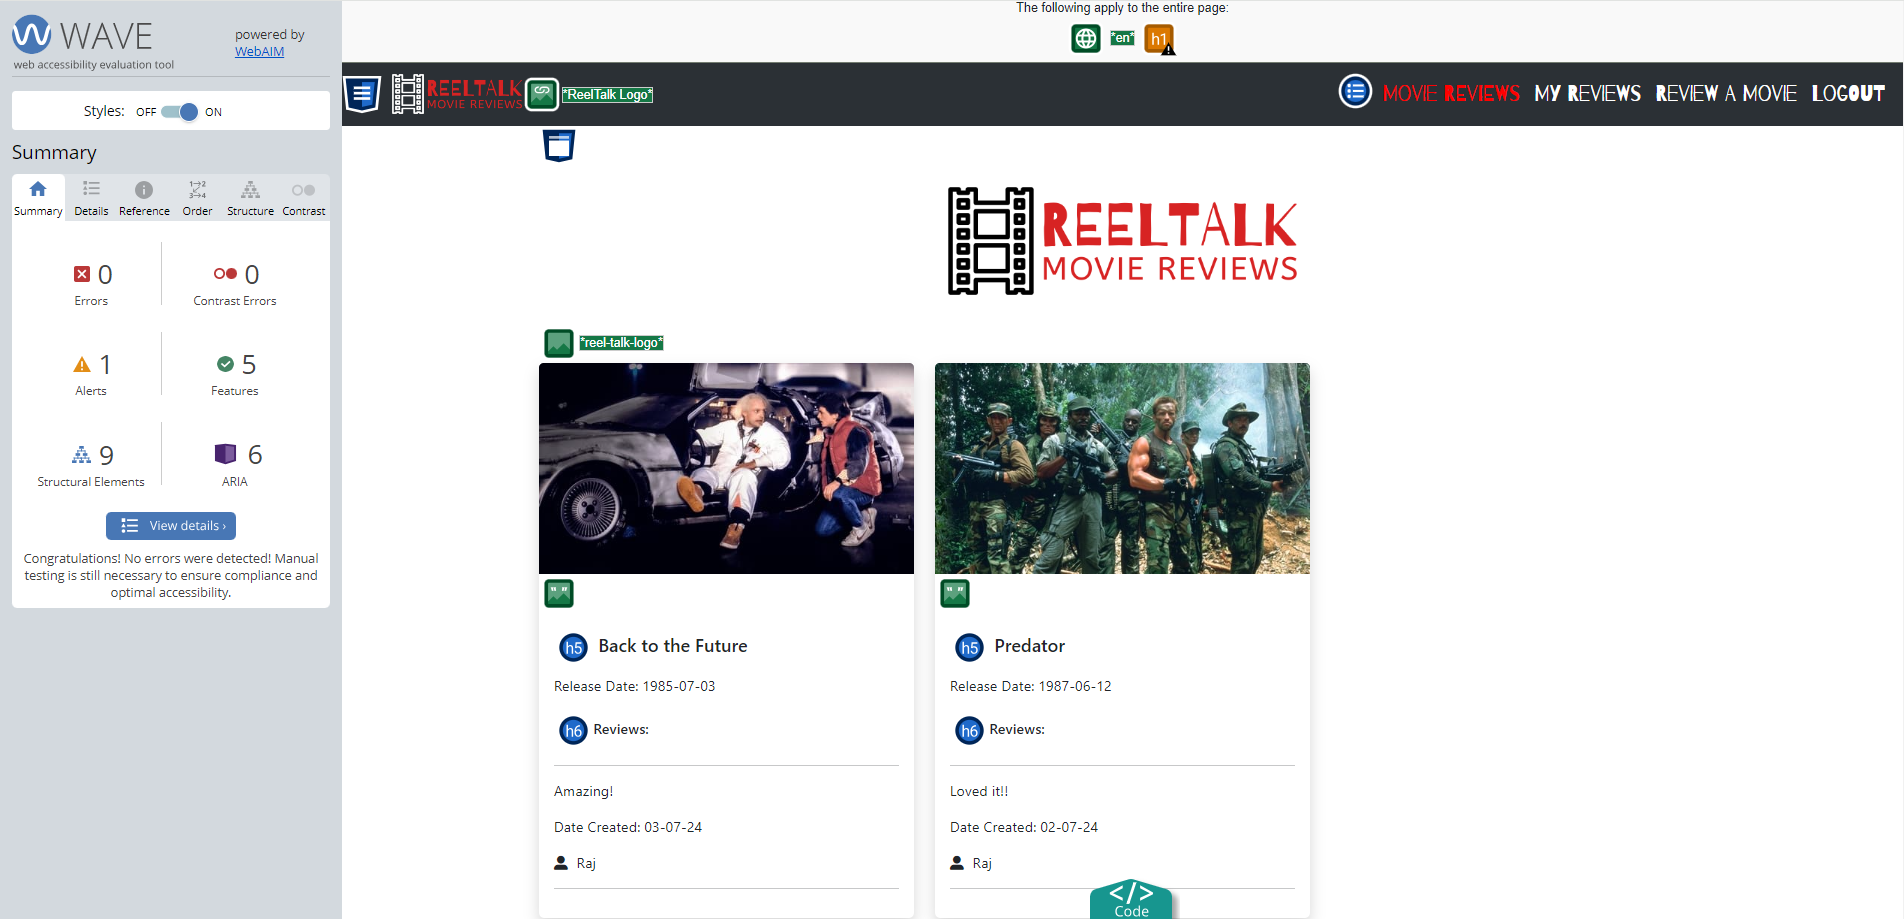 WAVE
web accessibility evaluation tool
powered by
WebAIM
Styles: OFF ON
Summary
Summary Details Reference Order Structure Contrast
0
Errors
0
Contrast Errors
1
Alerts
5
Features
9
Structural Elements
6
ARIA
View details ›
Congratulations! No errors were detected! Manual
testing is still necessary to ensure compliance and
optimal accessibility.
The following apply to the entire page:
*en* h1
REELTALK
MOVIE REVIEWS
*ReelTalk Logo*
MOVIE REVIEWS MY REVIEWS REVIEW A MOVIE LOGOUT
REELTALK
MOVIE REVIEWS
*reel-talk-logo*
h5 Back to the Future
Release Date: 1985-07-03
h6 Reviews:
Amazing!
Date Created: 03-07-24
Raj
h5 Predator
Release Date: 1987-06-12
h6 Reviews:
Loved it!!
Date Created: 02-07-24
Raj
</>
Code